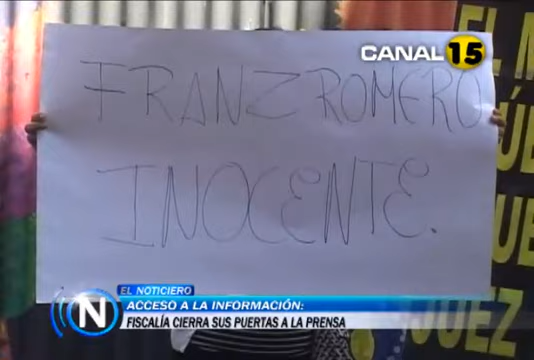 CANAL 15
FRANZ ROMERO
INOCENTE.
EL NOTICIERO
N
ACCESO A LA INFORMACIÓN:
FISCALÍA CIERRA SUS PUERTAS A LA PRENSA
JUEZ